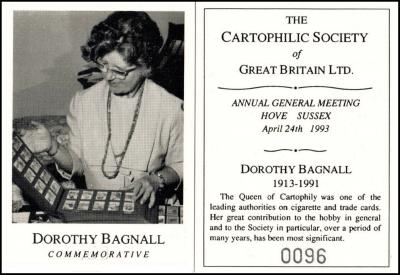 DOROTHY BAGNALL
COMMEMORATIVE
THE
CARTOPHILIC SOCIETY
of
GREAT BRITAIN LTD.
ANNUAL GENERAL MEETING
HOVE SUSSEX
April 24th 1993
DOROTHY BAGNALL
1913-1991
The Queen of Cartophily was one of the
leading authorities on cigarette and trade cards.
Her great contribution to the hobby in general
and to the Society in particular, over a period of
many years, has been most significant.
0096